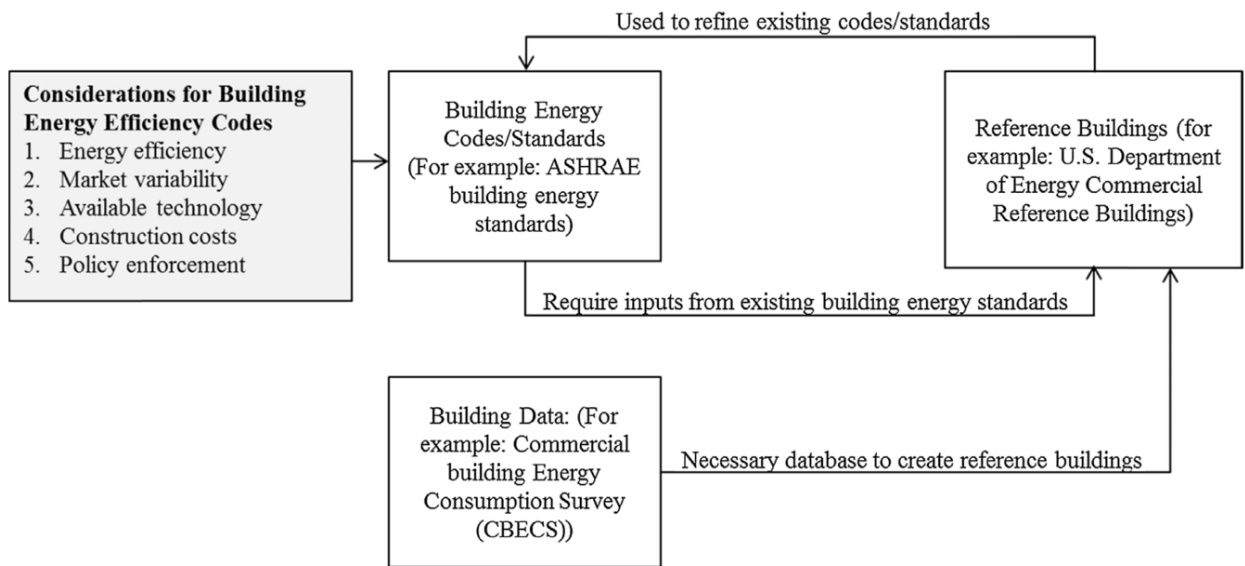 Used to refine existing codes/standards
Considerations for Building
Energy Efficiency Codes
1. Energy efficiency
2. Market variability
3. Available technology
4. Construction costs
5. Policy enforcement
Building Energy
Codes/Standards
(For example: ASHRAE
building energy
standards)
Reference Buildings (for
example: U.S. Department
of Energy Commercial
Reference Buildings)
Require inputs from existing building energy standards
Building Data: (For
example: Commercial
building Energy
Consumption Survey
(CBECS))
Necessary database to create reference buildings